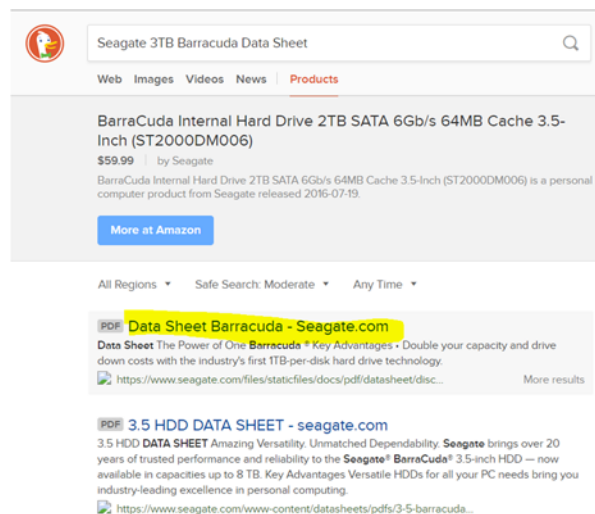 Seagate 3TB Barracuda Data Sheet
Web Images Videos News Products
BarraCuda Internal Hard Drive 2TB SATA 6Gb/s 64MB Cache 3.5-
Inch (ST2000DM006)
$59.99 by Seagate
BarraCuda Internal Hard Drive 2TB SATA 6Gb/s 64MB Cache 3.5-Inch (ST2000DM006) is a personal
computer product from Seagate released 2016-07-19.
More at Amazon
All Regions Safe Search: Moderate Any Time
PDF Data Sheet Barracuda - Seagate.com
Data Sheet The Power of One Barracuda ® Key Advantages • Double your capacity and drive
down costs with the industry's first 1TB-per-disk hard drive technology.
https://www.seagate.com/files/staticfiles/docs/pdf/datasheet/disc... More results
PDF 3.5 HDD DATA SHEET - seagate.com
3.5 HDD DATA SHEET Amazing Versatility. Unmatched Dependability. Seagate brings over 20
years of trusted performance and reliability to the Seagate® BarraCuda® 3.5-inch HDD — now
available in capacities up to 8 TB. Key Advantages Versatile HDDs for all your PC needs bring you
industry-leading excellence in personal computing.
https://www.seagate.com/www-content/datasheets/pdfs/3-5-barracuda...